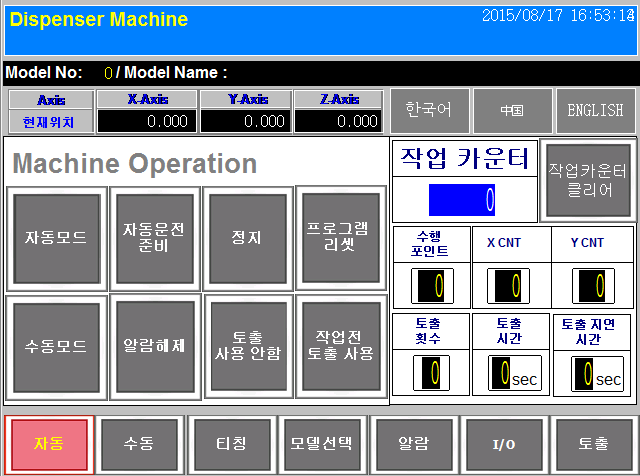 Dispenser Machine
2015/08/17 16:53:13
Model No: 0 / Model Name :
Axis X-Axis Y-Axis Z-Axis
현재위치 0.000 0.000 0.000
한국어 中国 ENGLISH
Machine Operation
자동모드
자동운전
준비
정지
프로그램
리셋
수동모드
알람해제
토출
사용 안함
작업전
토출 사용
작업 카운터
0
작업카운터
클리어
수행
포인트
0
X CNT
0
Y CNT
0
토출
횟수
0
토출
시간
0 sec
토출 지연
시간
0 sec
자동 수동 티칭 모델선택 알람 I/O 토출